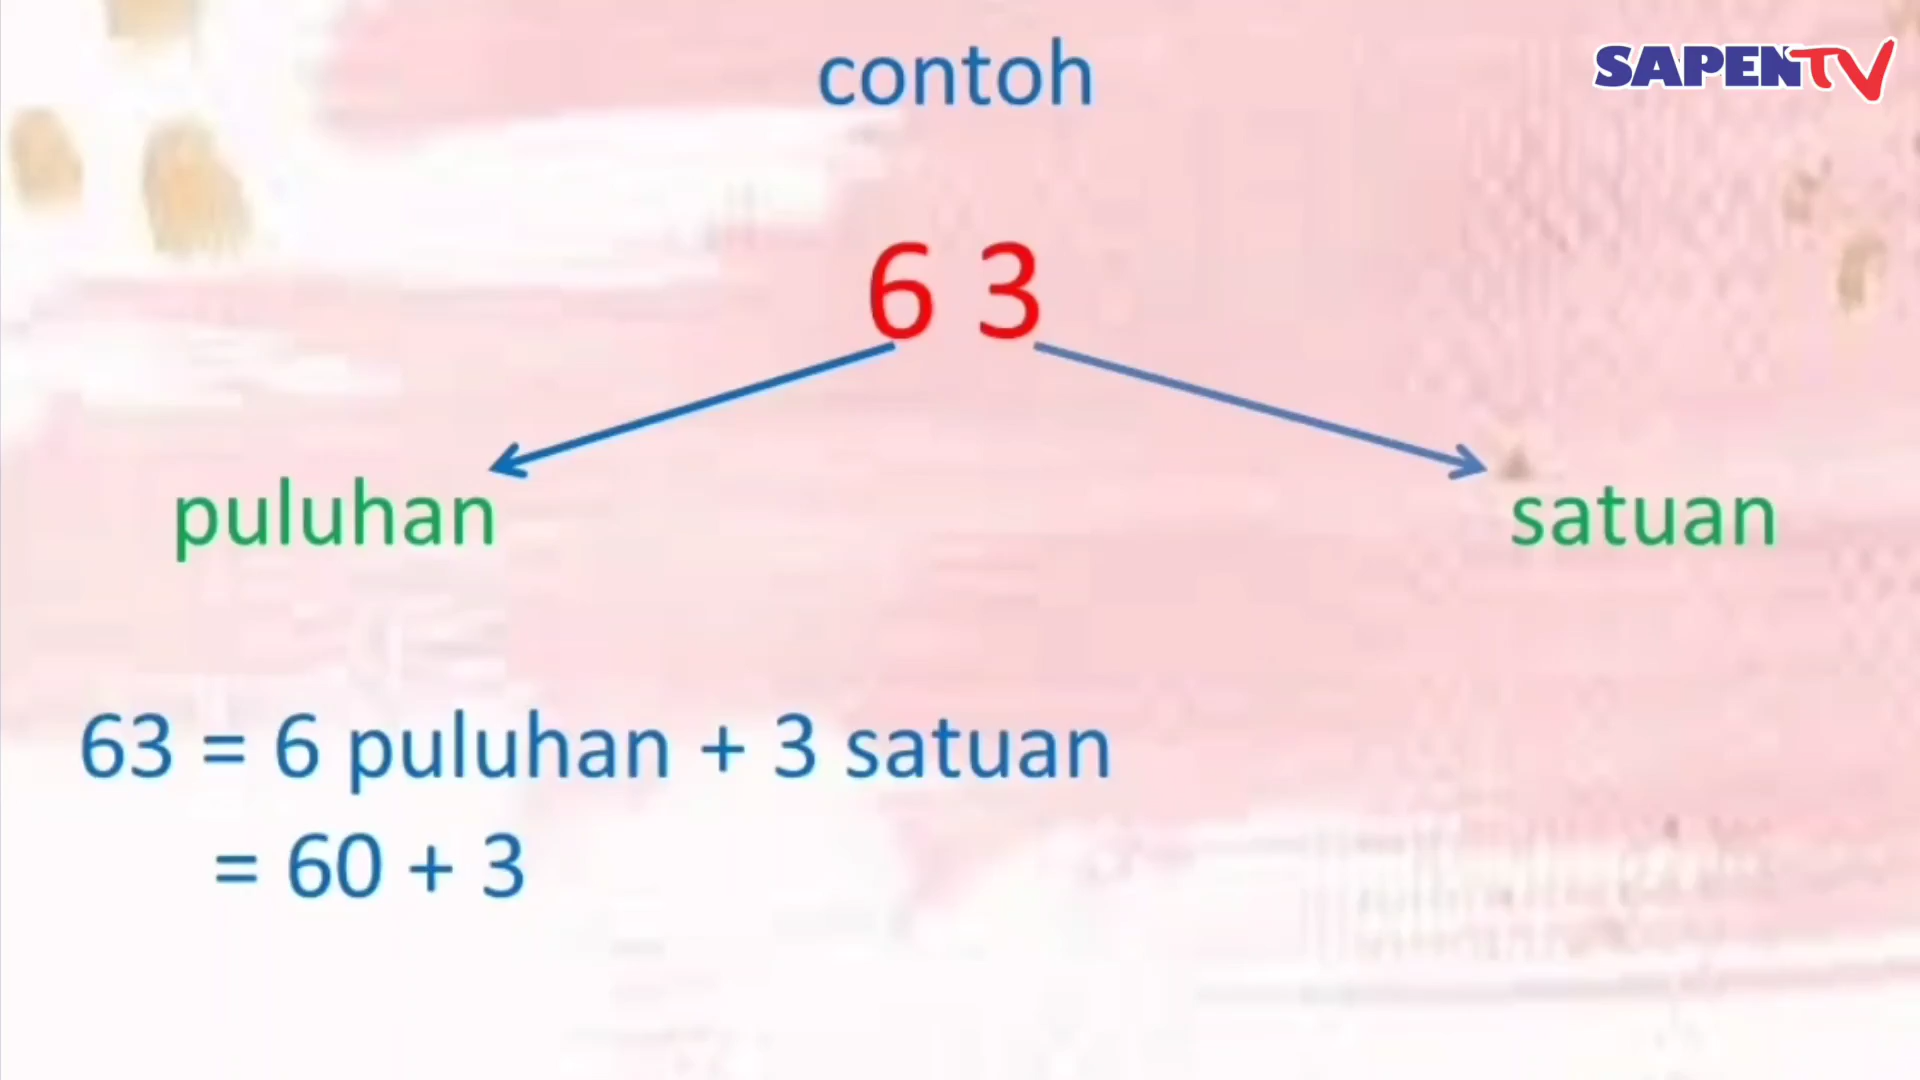 contoh
SAPENTV
6 3
puluhan
satuan
63 = 6 puluhan + 3 satuan
= 60 + 3